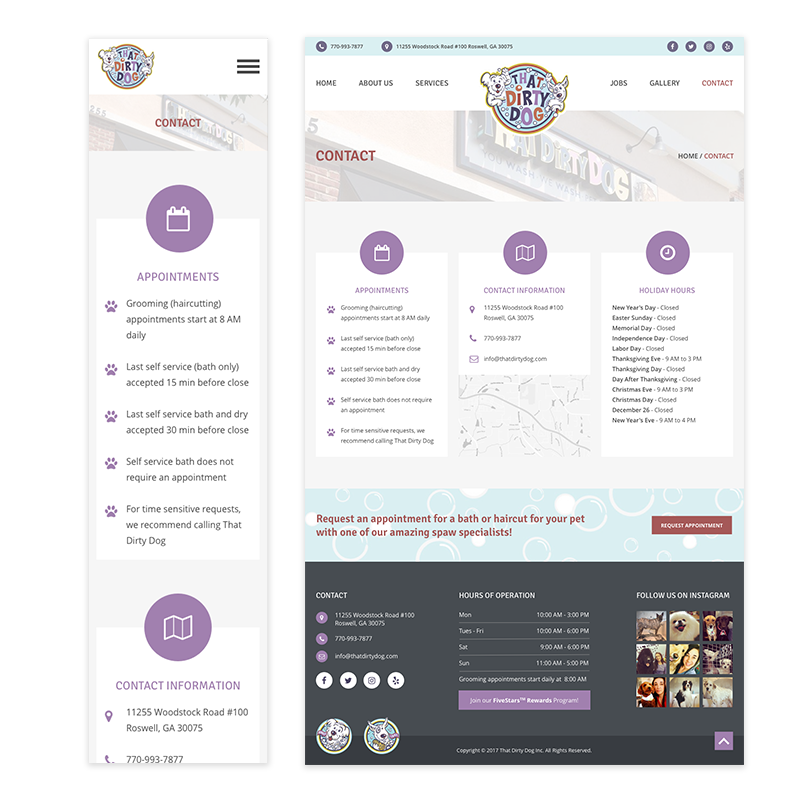 THAT
DIRTY
DOG
CONTACT
APPOINTMENTS
Grooming (haircutting)
appointments start at 8 AM
daily
Last self service (bath only)
accepted 15 min before close
Last self service bath and dry
accepted 30 min before close
Self service bath does not
require an appointment
For time sensitive requests,
we recommend calling That
Dirty Dog
CONTACT INFORMATION
11255 Woodstock Road #100
Roswell, GA 30075
770-993-7877
770-993-7877
11255 Woodstock Road #100 Roswell, GA 30075
HOME
ABOUT US
SERVICES
THAT
DIRTY
DOG
JOBS
GALLERY
CONTACT
THAT DIRTY DOG
CONTACT
HOME / CONTACT
APPOINTMENTS
Grooming (haircutting)
appointments start at 8 AM daily
Last self service (bath only)
accepted 15 min before close
Last self service bath and dry
accepted 30 min before close
Self service bath does not require
an appointment
For time sensitive requests, we
recommend calling That Dirty Dog
CONTACT INFORMATION
11255 Woodstock Road #100
Roswell, GA 30075
770-993-7877
info@thatdirtydog.com
HOLIDAY HOURS
New Year's Day - Closed
Easter Sunday - Closed
Memorial Day - Closed
Independence Day - Closed
Labor Day - Closed
Thanksgiving Eve - 9 AM to 3 PM
Thanksgiving Day - Closed
Day After Thanksgiving - Closed
Christmas Eve - 9 AM to 3 PM
Christmas Day - Closed
December 26 - Closed
New Year's Eve - 9 AM to 4 PM
Request an appointment for a bath or haircut for your pet
with one of our amazing spaw specialists!
REQUEST APPOINTMENT
CONTACT
11255 Woodstock Road #100
Roswell, GA 30075
770-993-7877
info@thatdirtydog.com
HOURS OF OPERATION
Mon 10:00 AM - 3:00 PM
Tues - Fri 10:00 AM - 6:00 PM
Sat 9:00 AM - 6:00 PM
Sun 11:00 AM - 5:00 PM
Grooming appointments start daily at 8:00 AM
Join our FiveStars™ Rewards Program!
FOLLOW US ON INSTAGRAM
Copyright © 2017 That Dirty Dog Inc. All Rights Reserved.